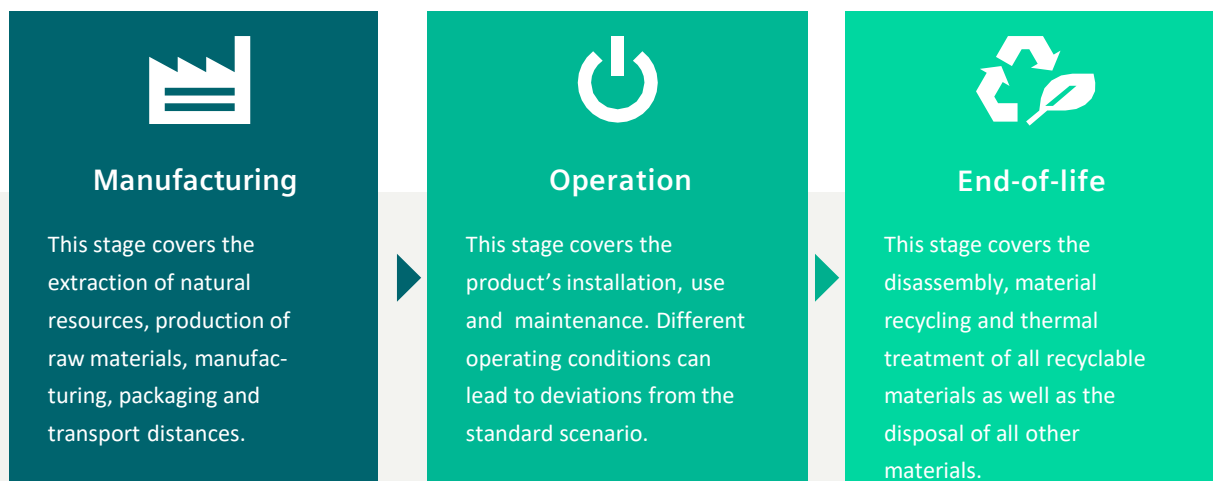 Manufacturing
This stage covers the
extraction of natural
resources, production of
raw materials, manufac-
turing, packaging and
transport distances.
Operation
This stage covers the
product’s installation, use
and  maintenance. Different
operating conditions can
lead to deviations from the
standard scenario.
End-of-life
This stage covers the
disassembly, material
recycling and thermal
treatment of all recyclable
materials as well as the
disposal of all other
materials.